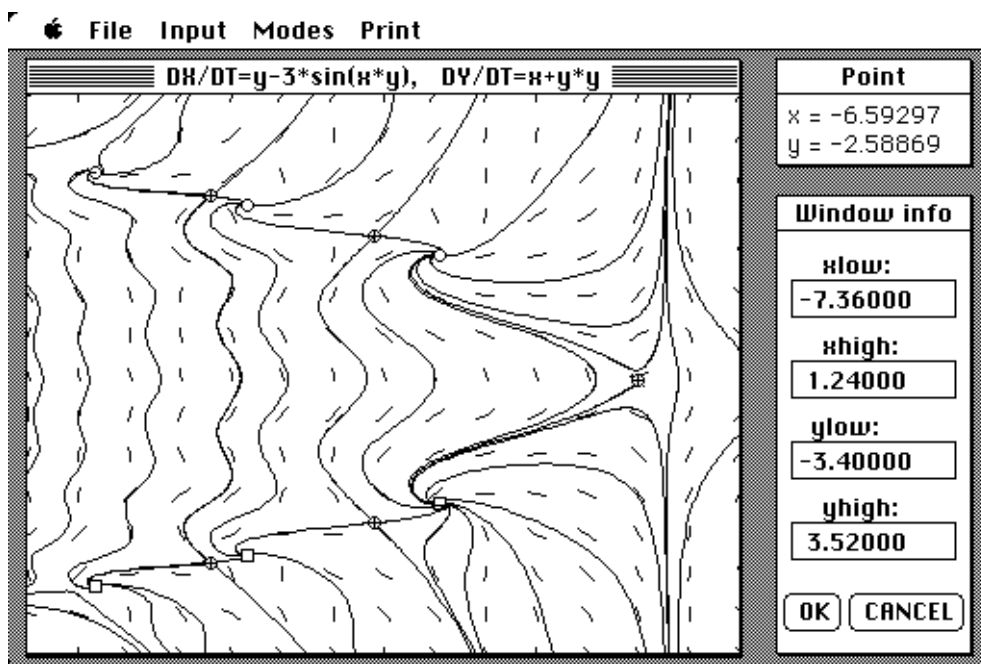 File Input Modes Print
DX/DT=y-3*sin(x*y), DY/DT=x+y*y
Point
x = -6.59297
y = -2.58869
Window info
xlow:
-7.36000
xhigh:
1.24000
ylow:
-3.40000
yhigh:
3.52000
OK CANCEL